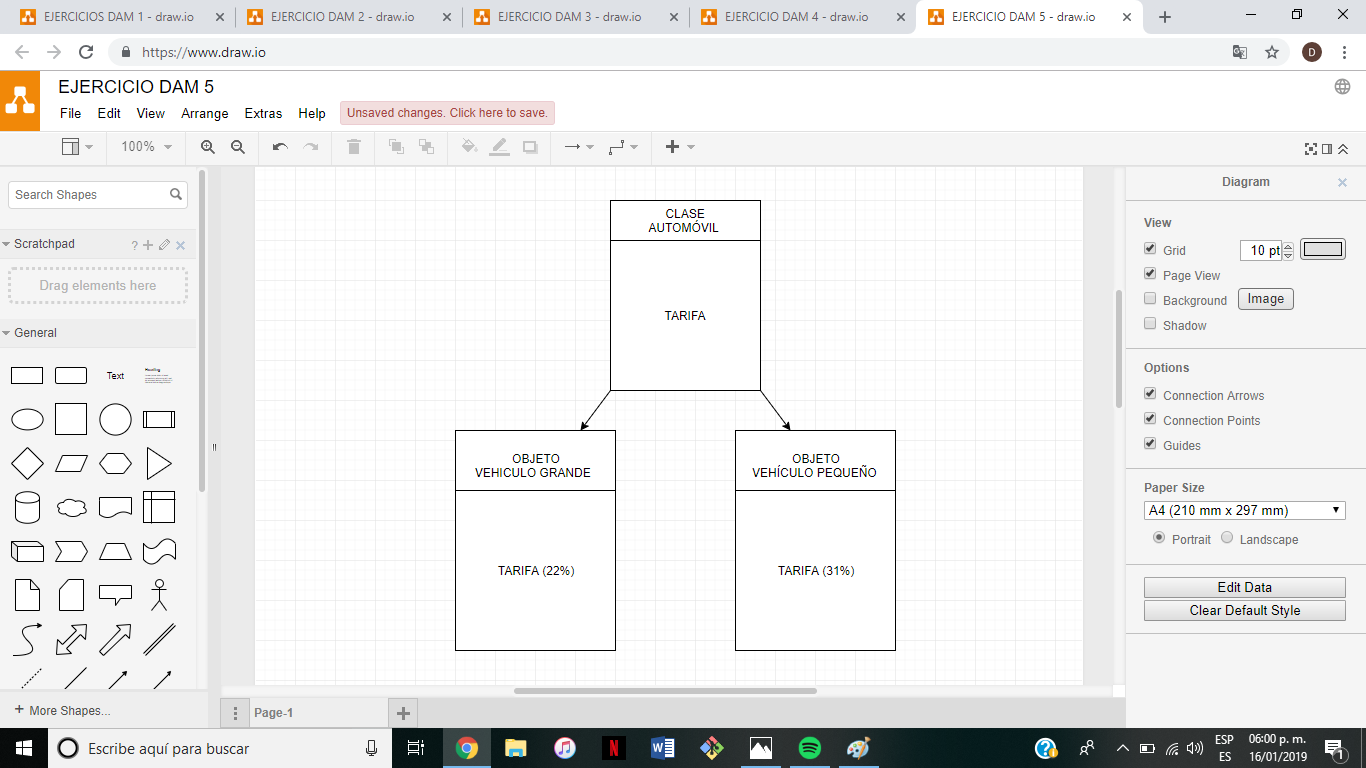 EJERCICIOS DAM 1 - draw.io
EJERCICIO DAM 2 - draw.io
EJERCICIO DAM 3 - draw.io
EJERCICIO DAM 4 - draw.io
EJERCICIO DAM 5 - draw.io
https://www.draw.io
D
EJERCICIO DAM 5
File Edit View Arrange Extras Help
Unsaved changes. Click here to save.
100%
Search Shapes
Scratchpad
?
Drag elements here
General
Text
Heading
More Shapes...
CLASE
AUTOMÓVIL
TARIFA
OBJETO
VEHICULO GRANDE
TARIFA (22%)
OBJETO
VEHÍCULO PEQUEÑO
TARIFA (31%)
Page-1
Diagram
View
Grid
10 pt
Page View
Background
Image
Shadow
Options
Connection Arrows
Connection Points
Guides
Paper Size
A4 (210 mm x 297 mm)
Portrait
Landscape
Edit Data
Clear Default Style
Escribe aquí para buscar
ESP
ES
06:00 p. m.
16/01/2019
1